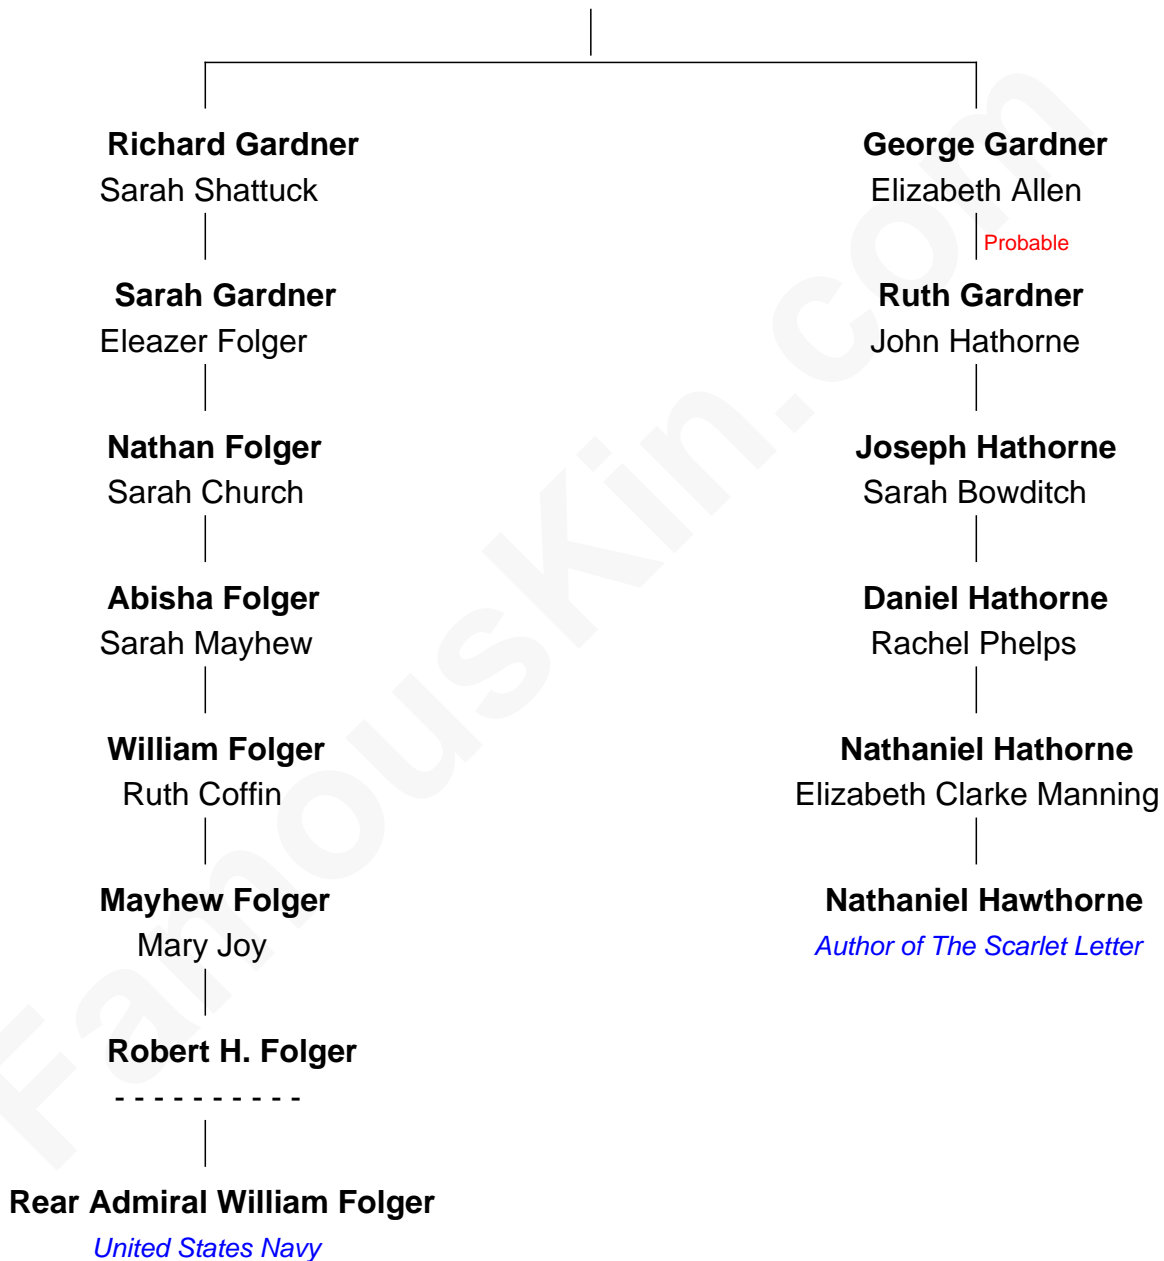 Richard Gardner
Sarah Shattuck
Sarah Gardner
Eleazer Folger
Nathan Folger
Sarah Church
Abisha Folger
Sarah Mayhew
William Folger
Ruth Coffin
Mayhew Folger
Mary Joy
Robert H. Folger
- - - - - - - - - -
Rear Admiral William Folger
United States Navy
George Gardner
Elizabeth Allen
Probable
Ruth Gardner
John Hathorne
Joseph Hathorne
Sarah Bowditch
Daniel Hathorne
Rachel Phelps
Nathaniel Hathorne
Elizabeth Clarke Manning
Nathaniel Hawthorne
Author of The Scarlet Letter
FamousKin.com